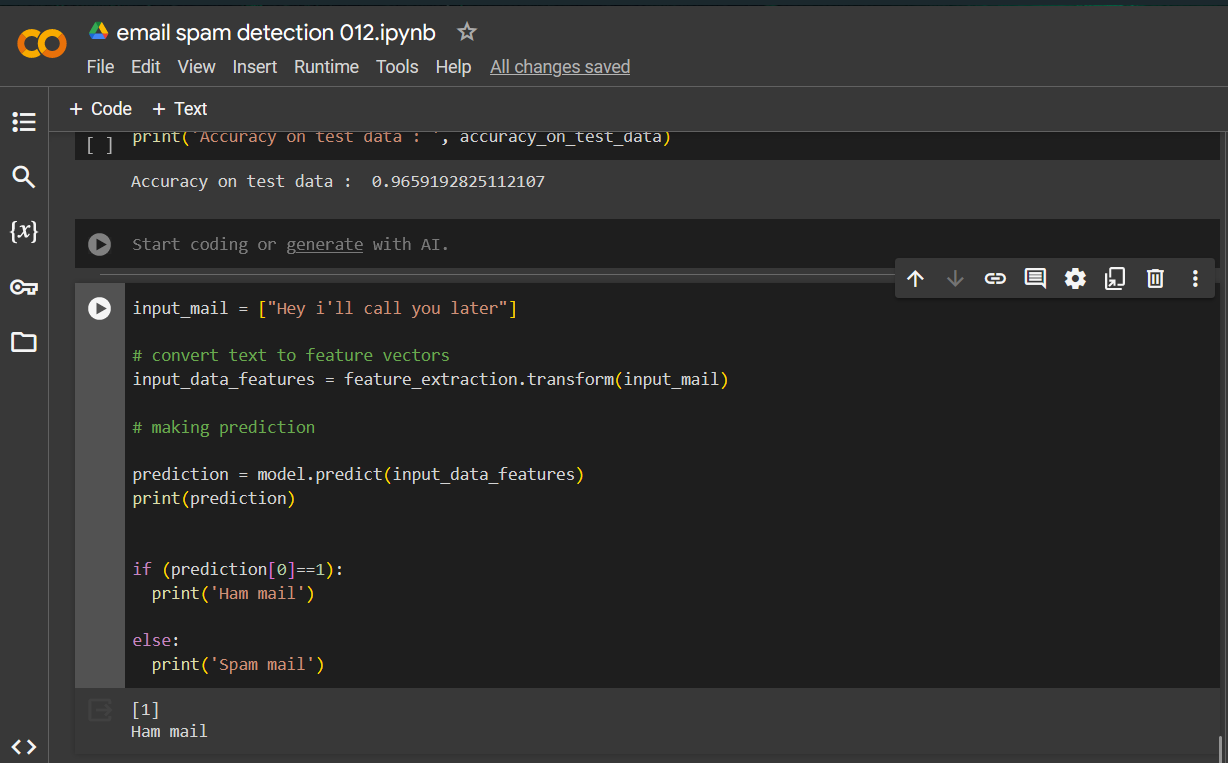 email spam detection 012.ipynb
File Edit View Insert Runtime Tools Help All changes saved
+ Code + Text
[ ] print('Accuracy on test data : ', accuracy_on_test_data)
Accuracy on test data :  0.9659192825112107
{x}
Start coding or generate with AI.
input_mail = ["Hey i'll call you later"]
# convert text to feature vectors
input_data_features = feature_extraction.transform(input_mail)
# making prediction
prediction = model.predict(input_data_features)
print(prediction)
if (prediction[0]==1):
  print('Ham mail')
else:
  print('Spam mail')
[1]
Ham mail